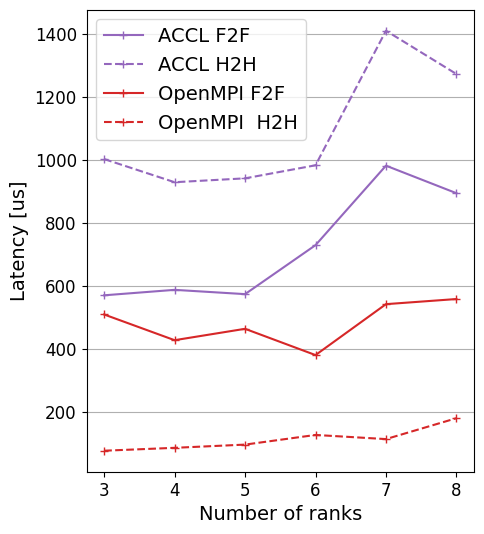 ACCL F2F
ACCL H2H
OpenMPI F2F
OpenMPI  H2H
1400
1200
1000
800
600
400
200
Latency [us]
3 4 5 6 7 8
Number of ranks